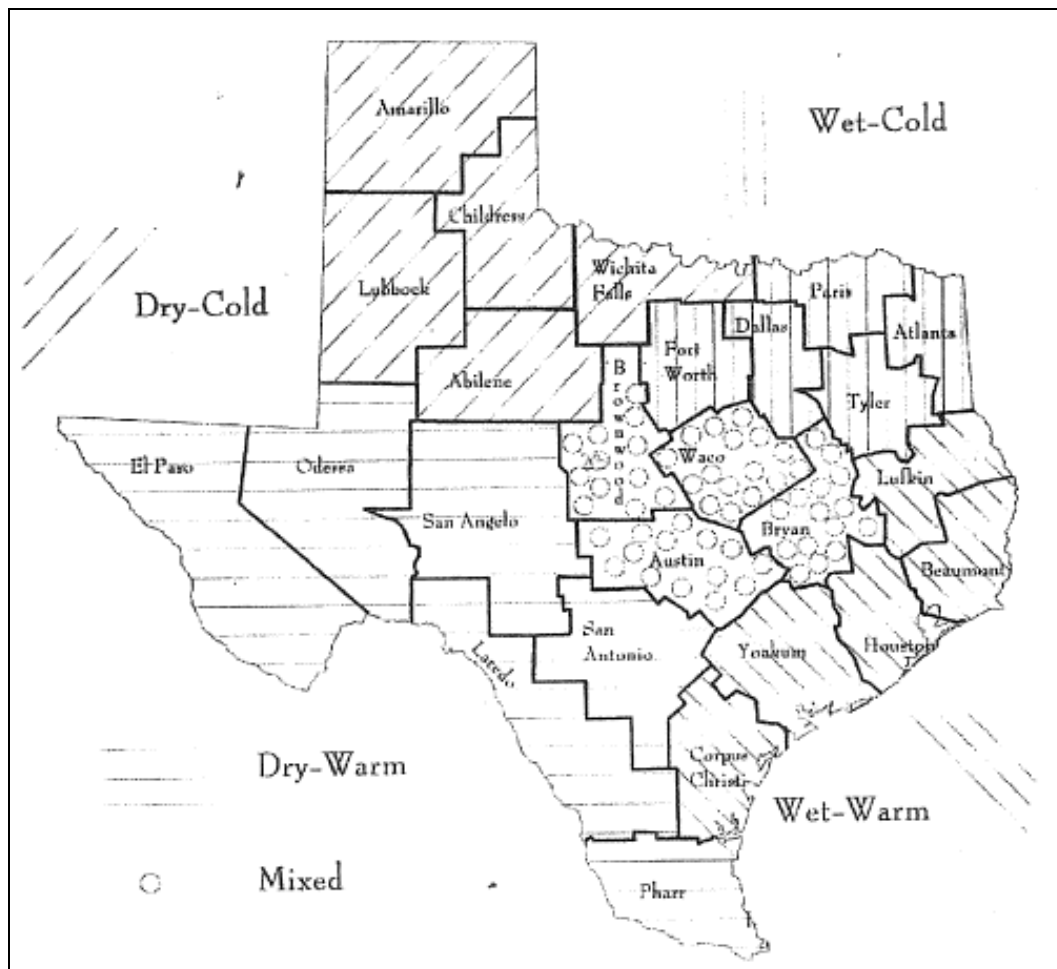 Amarillo
Wet-Cold
Childress
Wichita
Falls
Lubbock
Paris
Dry-Cold
Dallas
Atlanta
Fort
Worth
Abilene
Brownwood
Tyler
El Paso
Odessa
Waco
Lufkin
San Angelo
Bryan
Austin
Beaumont
San
Antonio
Yoakum
Houston
Laredo
Dry-Warm
Corpus
Christi
Wet-Warm
Mixed
Pharr